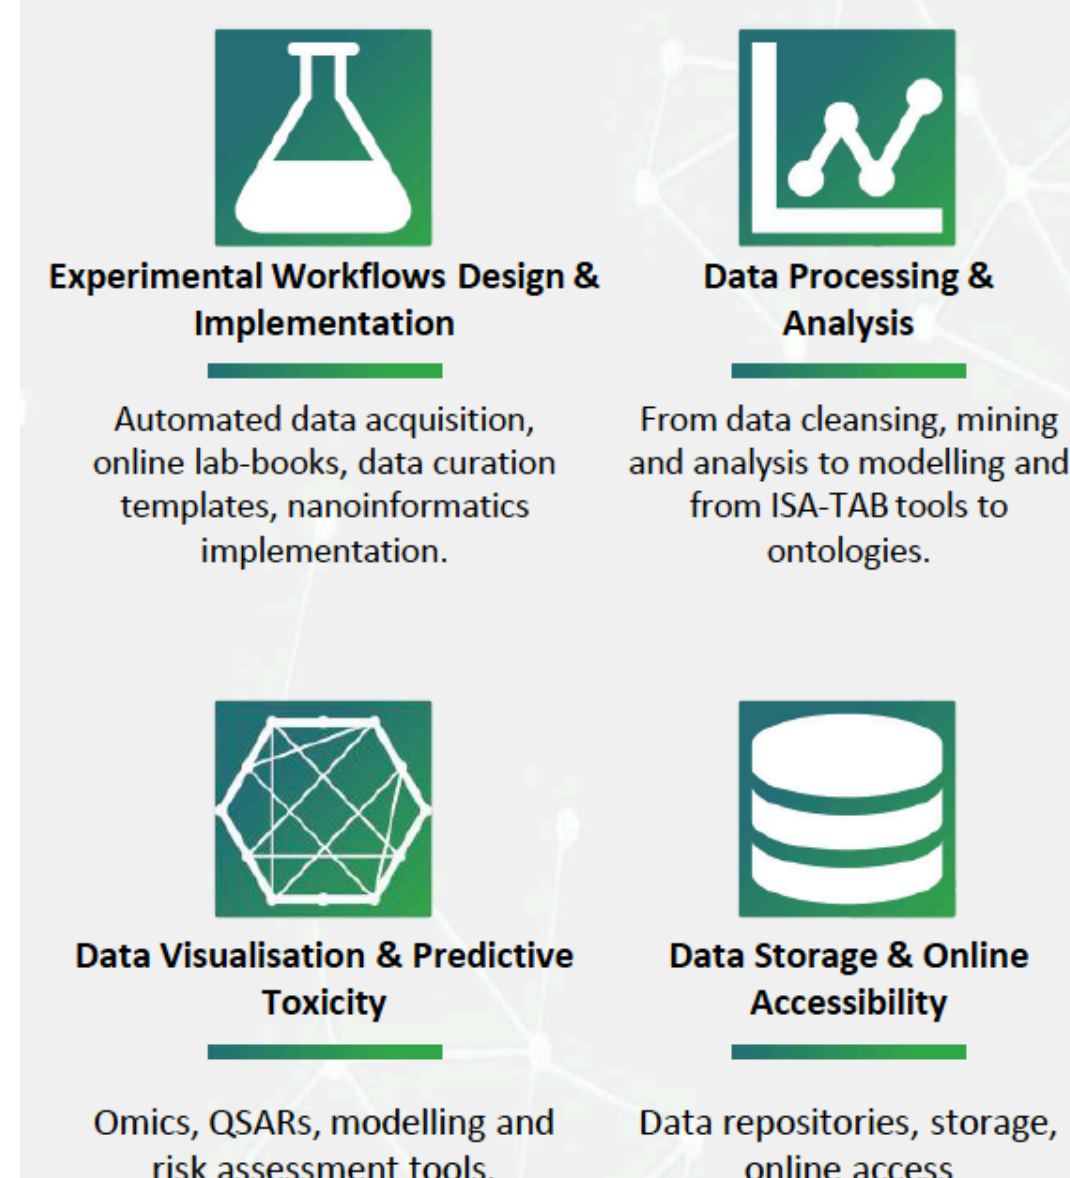 Experimental Workflows Design &
Implementation
Automated data acquisition,
online lab-books, data curation
templates, nanoinformatics
implementation.
Data Processing &
Analysis
From data cleansing, mining
and analysis to modelling and
from ISA-TAB tools to
ontologies.
Data Visualisation & Predictive
Toxicity
Omics, QSARs, modelling and
risk assessment tools.
Data Storage & Online
Accessibility
Data repositories, storage,
online access